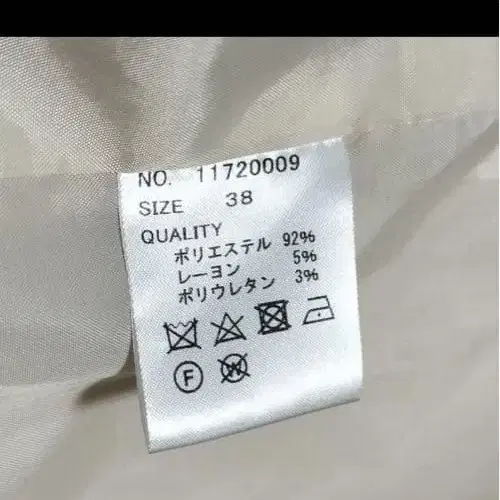 NO. 11720009
SIZE 38
QUALITY
ポリエステル 92%
レーヨン 5%
ポリウレタン 3%
F W